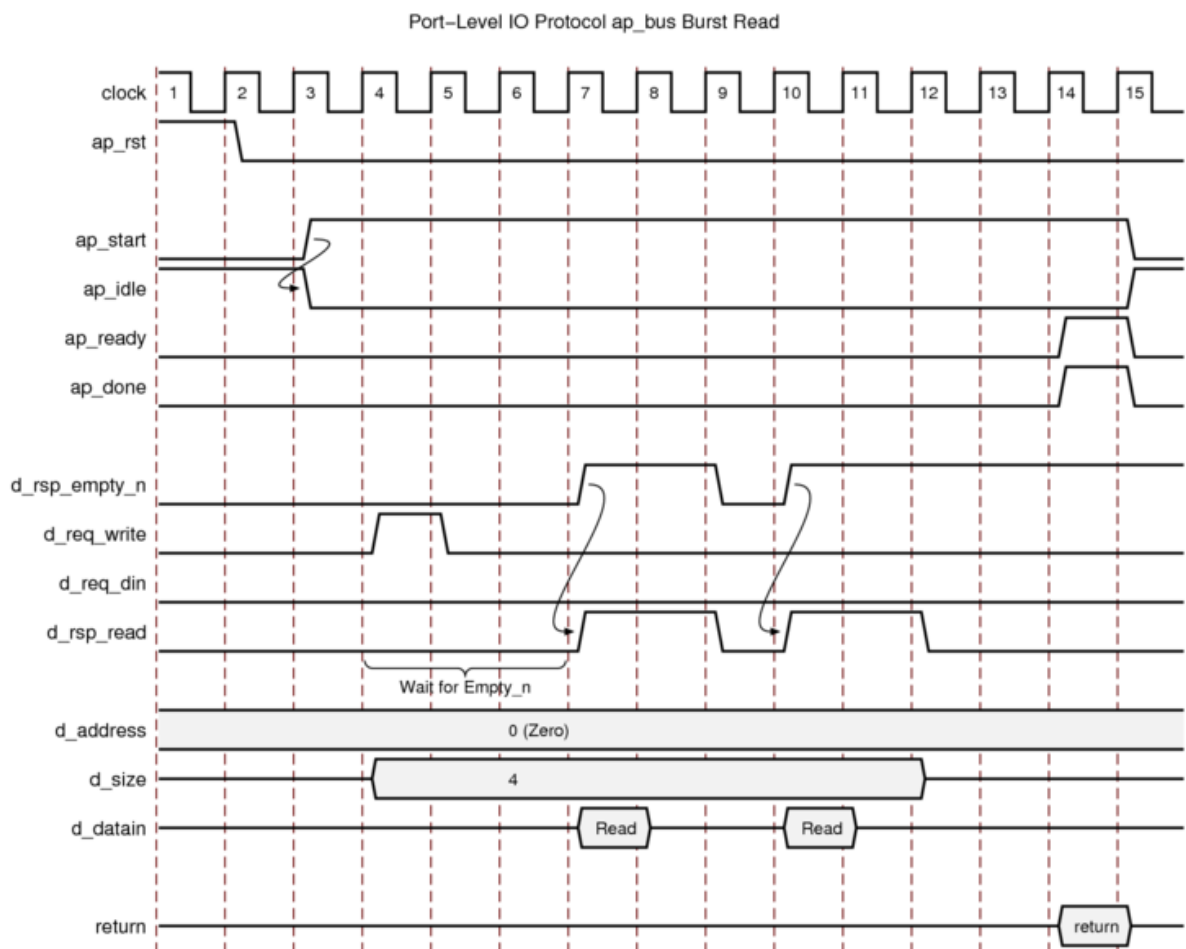 Port-Level IO Protocol ap_bus Burst Read
clock 1 2 3 4 5 6 7 8 9 10 11 12 13 14 15
ap_rst
ap_start
ap_idle
ap_ready
ap_done
d_rsp_empty_n
d_req_write
d_req_din
d_rsp_read
Wait for Empty_n
d_address 0 (Zero)
d_size 4
d_datain Read Read
return return